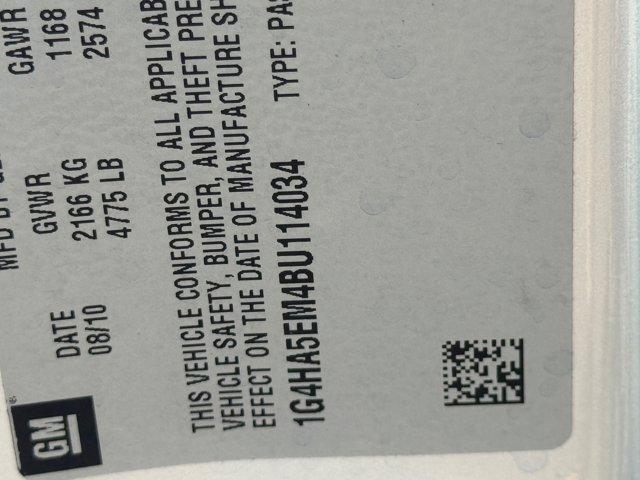 GM
MFD BY
DATE GVWR GAWR
08/10 2166 KG 1168
4775 LB 2574
THIS VEHICLE CONFORMS TO ALL APPLICAB
VEHICLE SAFETY, BUMPER, AND THEFT PRE
EFFECT ON THE DATE OF MANUFACTURE SH
1G4HA5EM4BU114034 TYPE: PAS